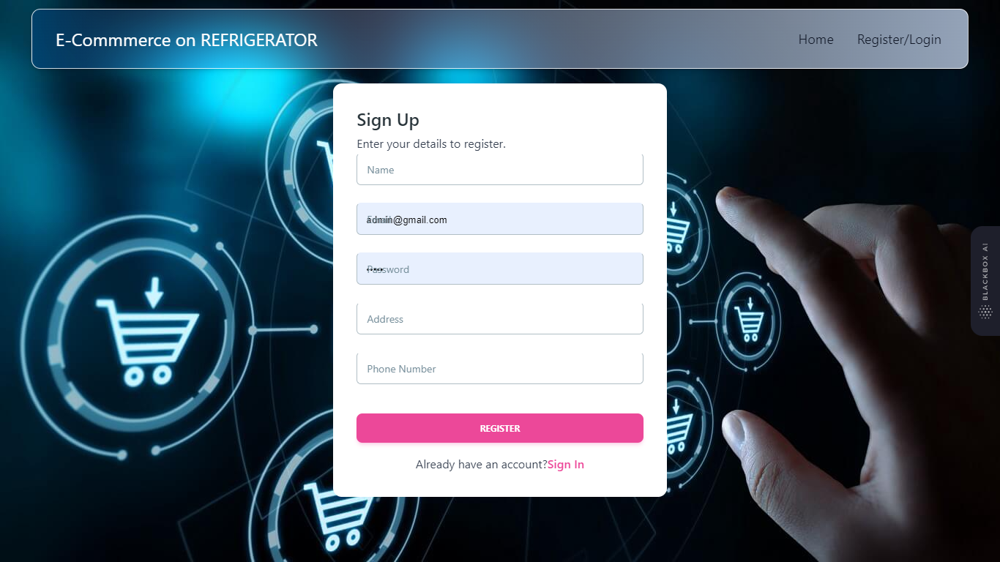 E-Commmerce on REFRIGERATOR
Home
Register/Login
Sign Up
Enter your details to register.
Name
admin@gmail.com
Password
Address
Phone Number
REGISTER
Already have an account?Sign In
BLACKBOX AI